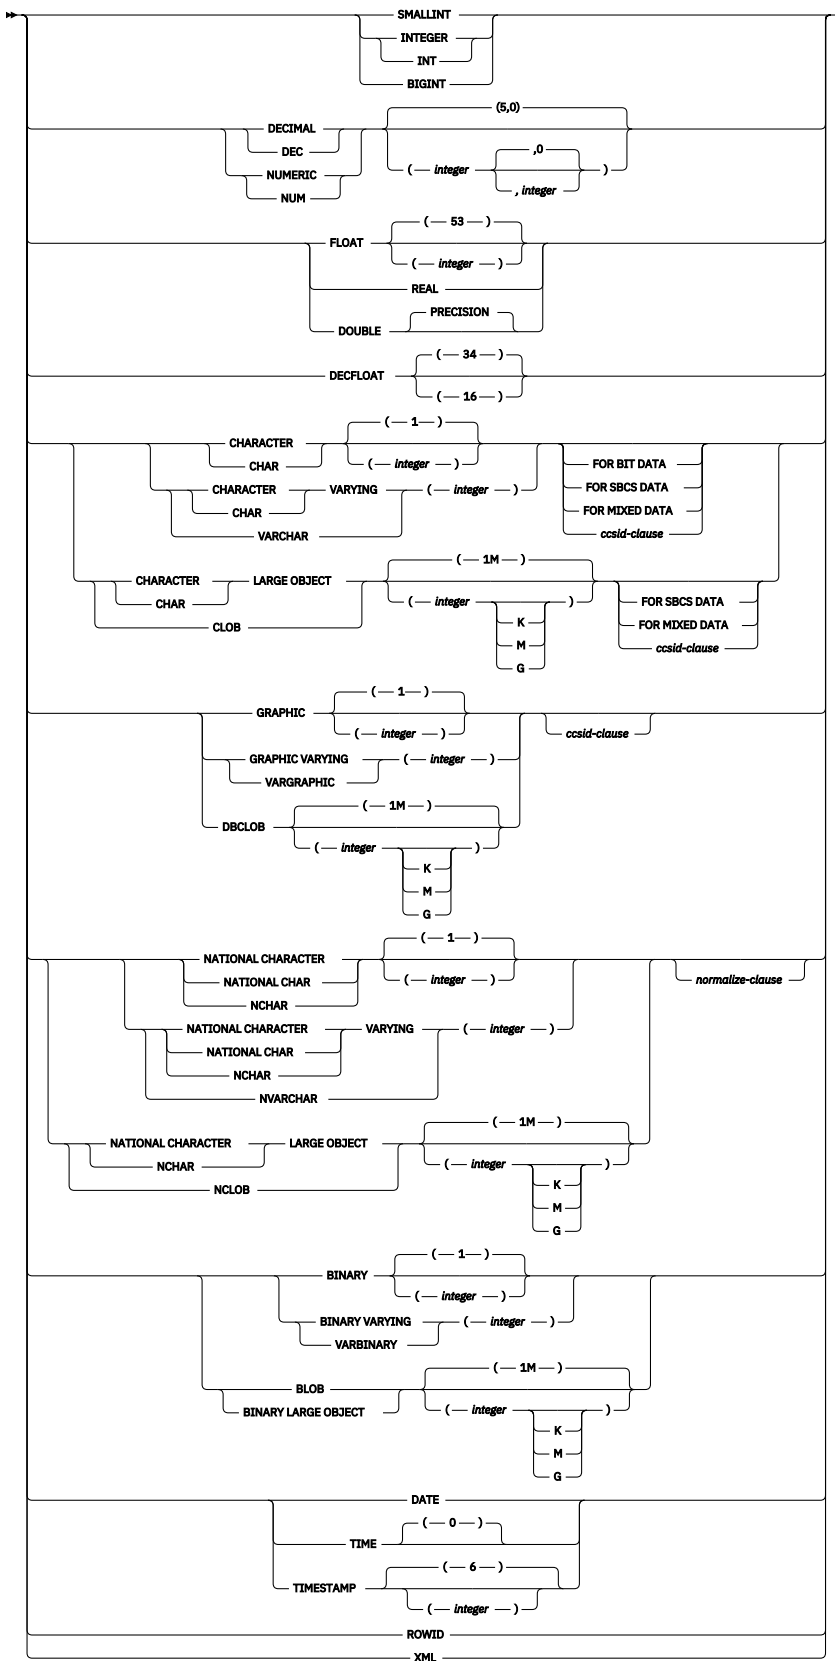 SMALLINT
INTEGER
INT
BIGINT
(5,0)
DECIMAL
DEC
,0
( integer )
NUMERIC
, integer
NUM
( 53 )
FLOAT
( integer )
REAL
PRECISION
DOUBLE
( 34 )
DECFLOAT
( 16 )
( 1 )
CHARACTER
CHAR ( integer ) FOR BIT DATA
CHARACTER VARYING ( integer ) FOR SBCS DATA
CHAR FOR MIXED DATA
VARCHAR ccsid-clause
( 1M )
CHARACTER LARGE OBJECT
CHAR ( integer ) FOR SBCS DATA
K
CLOB FOR MIXED DATA
M ccsid-clause
G
( 1 )
GRAPHIC
( integer ) ccsid-clause
GRAPHIC VARYING ( integer )
VARGRAPHIC
( 1M )
DBCLOB
( integer )
K
M
G
( 1 )
NATIONAL CHARACTER
NATIONAL CHAR ( integer ) normalize-clause
NCHAR
NATIONAL CHARACTER VARYING ( integer )
NATIONAL CHAR
NCHAR
NVARCHAR
( 1M )
NATIONAL CHARACTER LARGE OBJECT
NCHAR ( integer )
K
NCLOB
M
G
( 1 )
BINARY
( integer )
BINARY VARYING ( integer )
VARBINARY
( 1M )
BLOB
BINARY LARGE OBJECT ( integer )
K
M
G
DATE
( 0 )
TIME
( 6 )
TIMESTAMP
( integer )
ROWID
XML